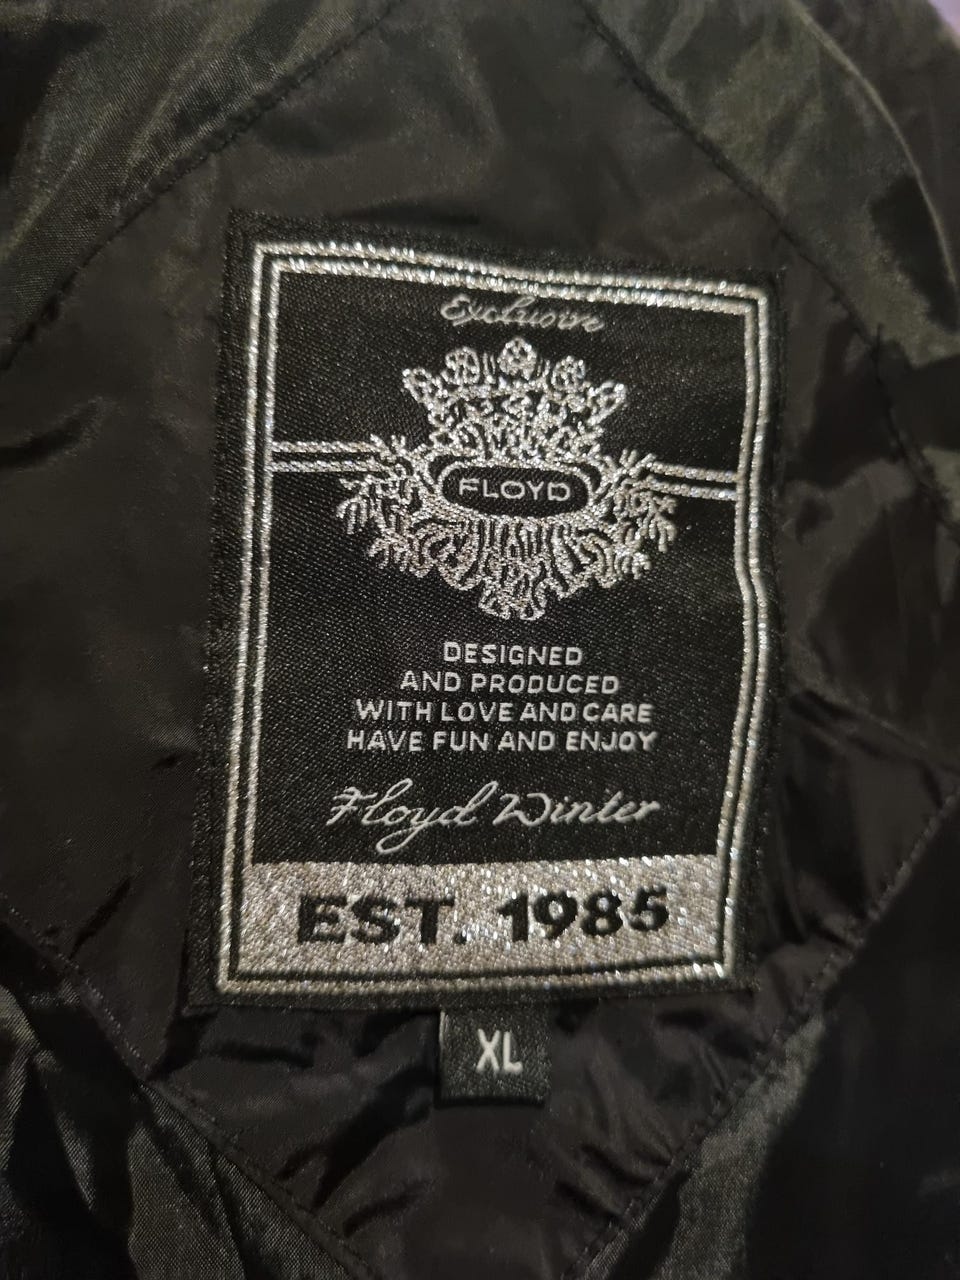 Exclusive
FLOYD
DESIGNED
AND PRODUCED
WITH LOVE AND CARE
HAVE FUN AND ENJOY
Floyd Winter
EST. 1985
XL